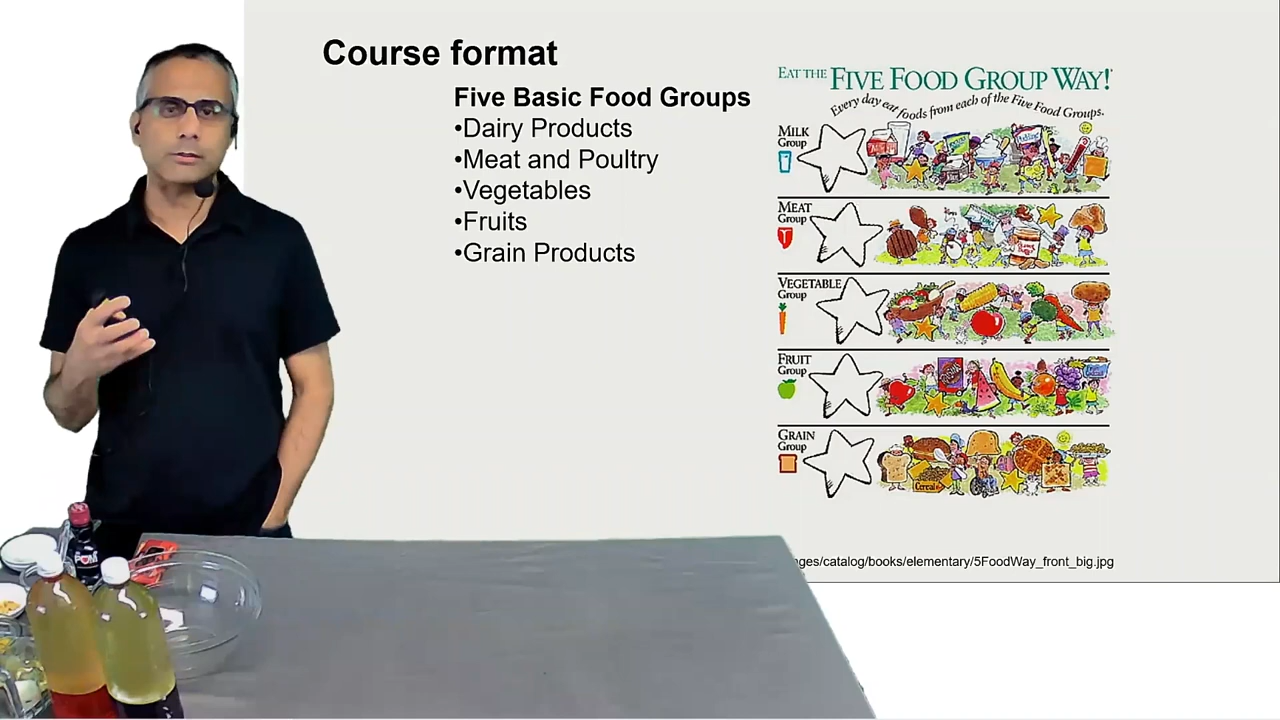 Course format
Five Basic Food Groups
•Dairy Products
•Meat and Poultry
•Vegetables
•Fruits
•Grain Products
EAT THE FIVE FOOD GROUP WAY!
Every day eat foods from each of the Five Food Groups.
MILK
Group
MEAT
Group
VEGETABLE
Group
FRUIT
Group
GRAIN
Group
Cereal
POM
ges/catalog/books/elementary/5FoodWay_front_big.jpg